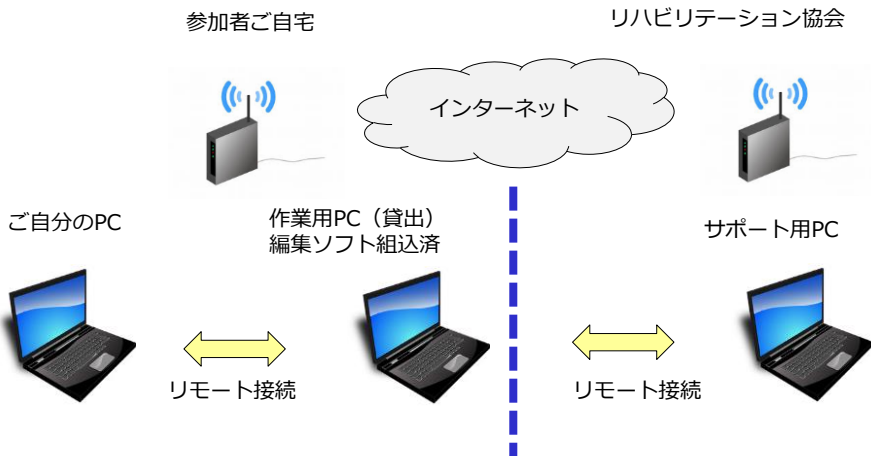 参加者ご自宅
リハビリテーション協会
インターネット
ご自分のPC
作業用PC（貸出）
編集ソフト組込済
サポート用PC
リモート接続
リモート接続